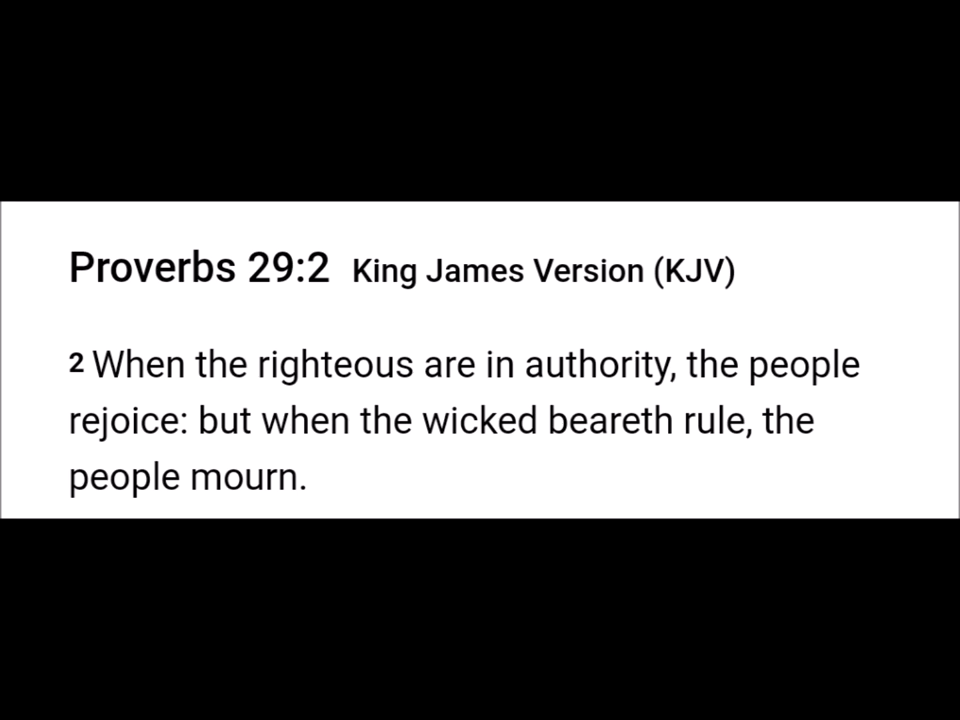 Proverbs 29:2 King James Version (KJV)
2 When the righteous are in authority, the people
rejoice: but when the wicked beareth rule, the
people mourn.